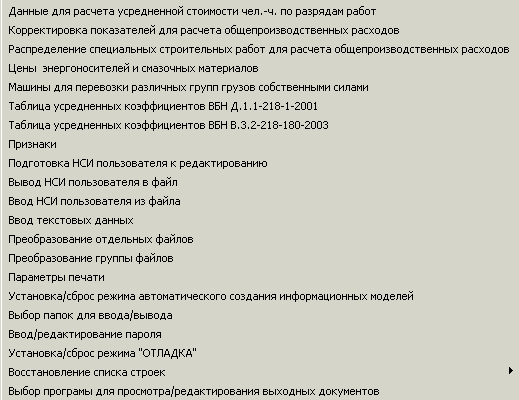 Данные для расчета усредненной стоимости чел.-ч. по разрядам работ
Корректировка показателей для расчета общепроизводственных расходов
Распределение специальных строительных работ для расчета общепроизводственных расходов
Цены  энергоносителей и смазочных материалов
Машины для перевозки различных групп грузов собственными силами
Таблица усредненных коэффициентов ВБН Д.1.1-218-1-2001
Таблица усредненных коэффициентов ВБН В.3.2-218-180-2003
Признаки
Подготовка НСИ пользователя к редактированию
Вывод НСИ пользователя в файл
Ввод НСИ пользователя из файла
Ввод текстовых данных
Преобразование отдельных файлов
Преобразование группы файлов
Параметры печати
Установка/сброс режима автоматического создания информационных моделей
Выбор папок для ввода/вывода
Ввод/редактирование пароля
Установка/сброс режима "ОТЛАДКА"
Восстановление списка строек
Выбор програмы для просмотра/редактирования выходных документов